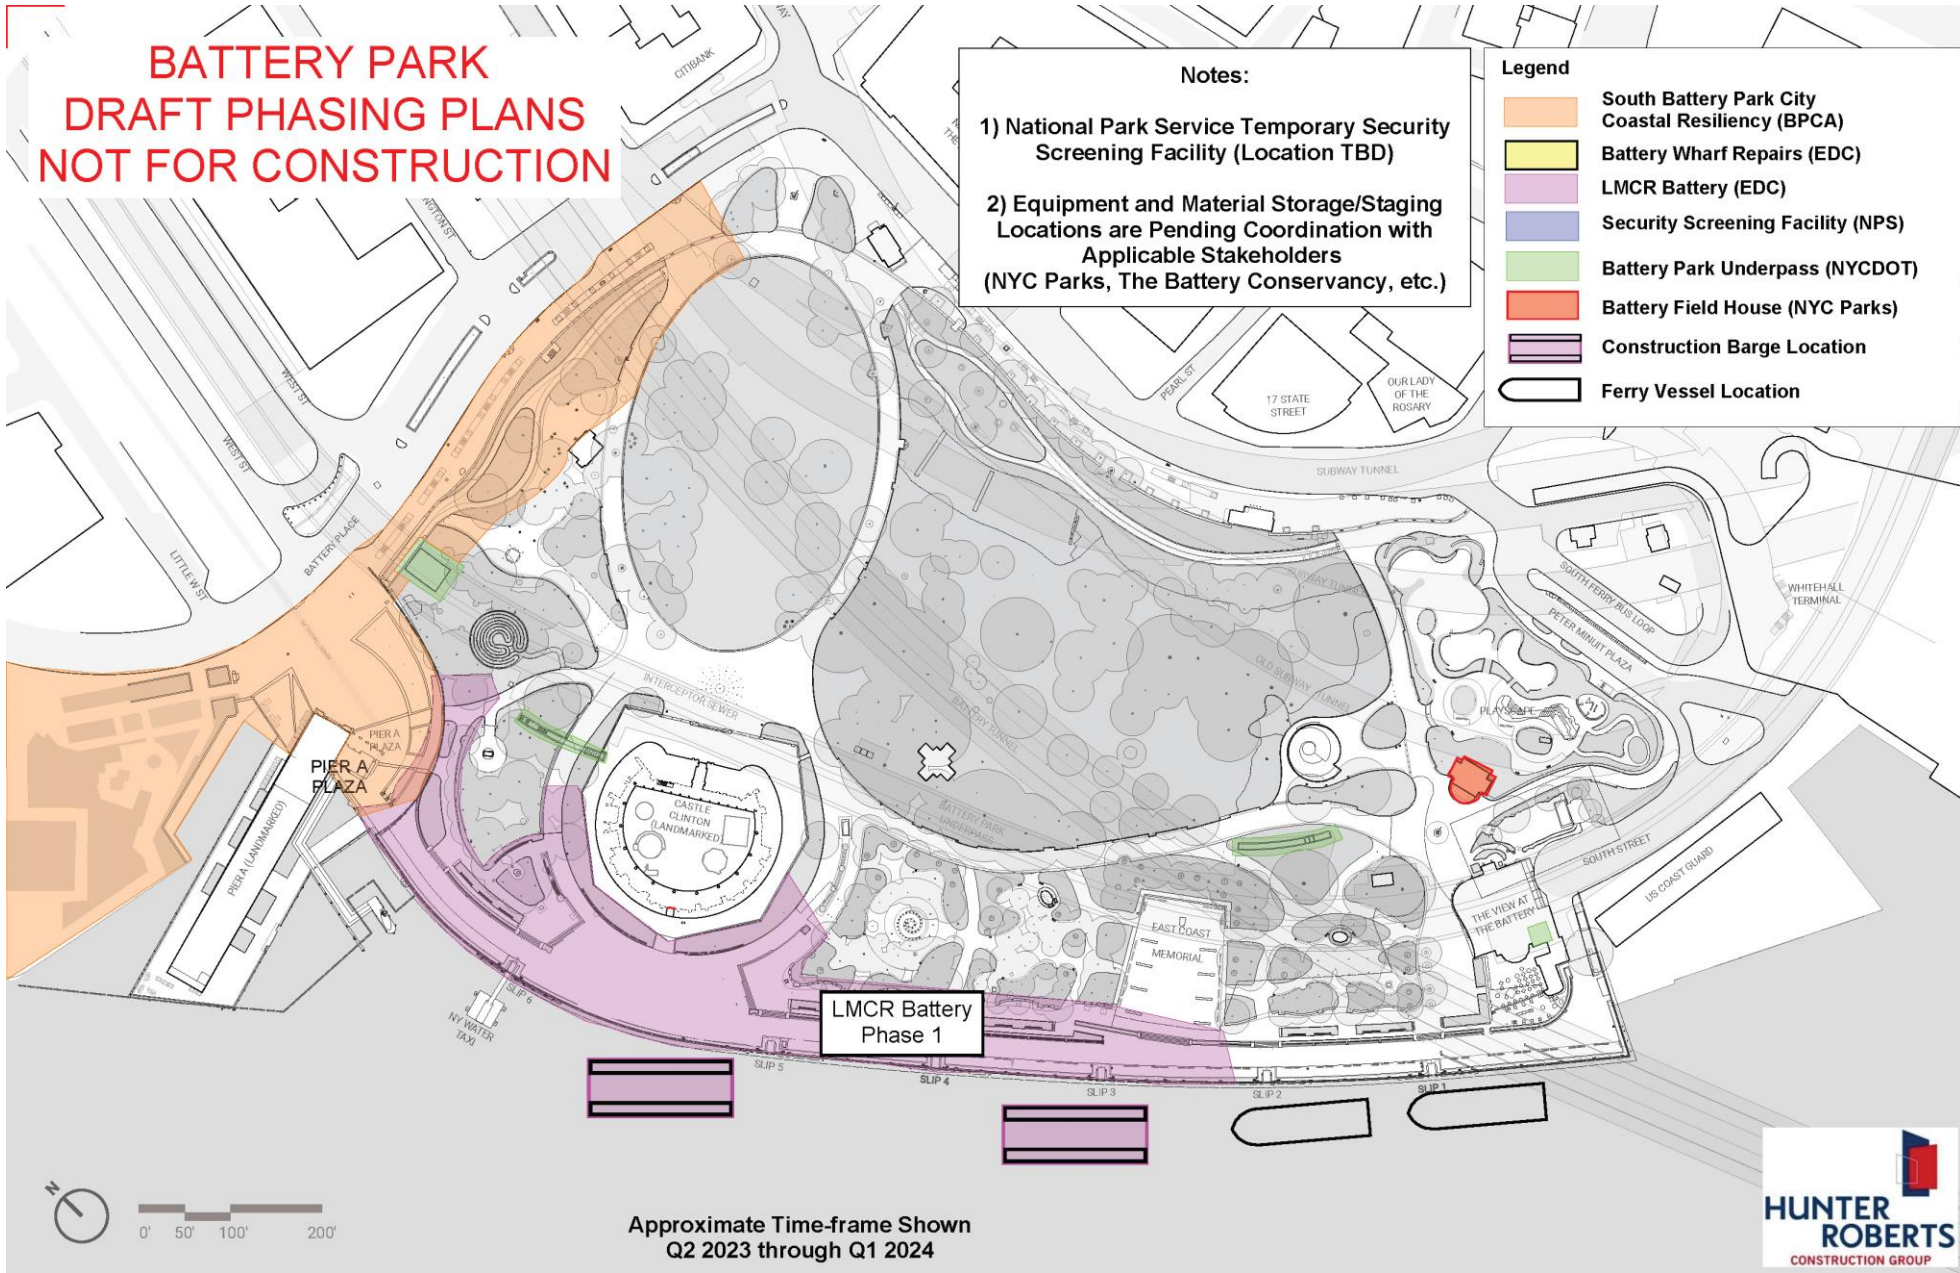 BATTERY PARK
DRAFT PHASING PLANS
NOT FOR CONSTRUCTION
CITIBANK
Notes:
1) National Park Service Temporary Security
Screening Facility (Location TBD)
2) Equipment and Material Storage/Staging
Locations are Pending Coordination with
Applicable Stakeholders
(NYC Parks, The Battery Conservancy, etc.)
Legend
South Battery Park City
Coastal Resiliency (BPCA)
Battery Wharf Repairs (EDC)
LMCR Battery (EDC)
Security Screening Facility (NPS)
Battery Park Underpass (NYCDOT)
Battery Field House (NYC Parks)
Construction Barge Location
Ferry Vessel Location
WEST ST
WEST ST
LITTLE W ST
BATTERY PLACE
PEARL ST
17 STATE
STREET
OUR LADY
OF THE
ROSARY
SUBWAY TUNNEL
SUBWAY TUNNEL
OLD SUBWAY TUNNEL
SOUTH FERRY BUS LOOP
PETER MINUIT PLAZA
WHITEHALL
TERMINAL
INTERCEPTOR SEWER
BATTERY TUNNEL
BATTERY PARK
UNDERPASS
PLAYSCAPE
PIER A
PLAZA
PIER A
PLAZA
PIER A (LANDMARKED)
CASTLE
CLINTON
(LANDMARKED)
EAST COAST
MEMORIAL
THE VIEW AT
THE BATTERY
SOUTH STREET
US COAST GUARD
NY WATER
TAXI
SLIP 6
LMCR Battery
Phase 1
SLIP 5
SLIP 4
SLIP 3
SLIP 2
SLIP 1
N
0' 50' 100' 200'
Approximate Time-frame Shown
Q2 2023 through Q1 2024
HUNTER
ROBERTS
CONSTRUCTION GROUP